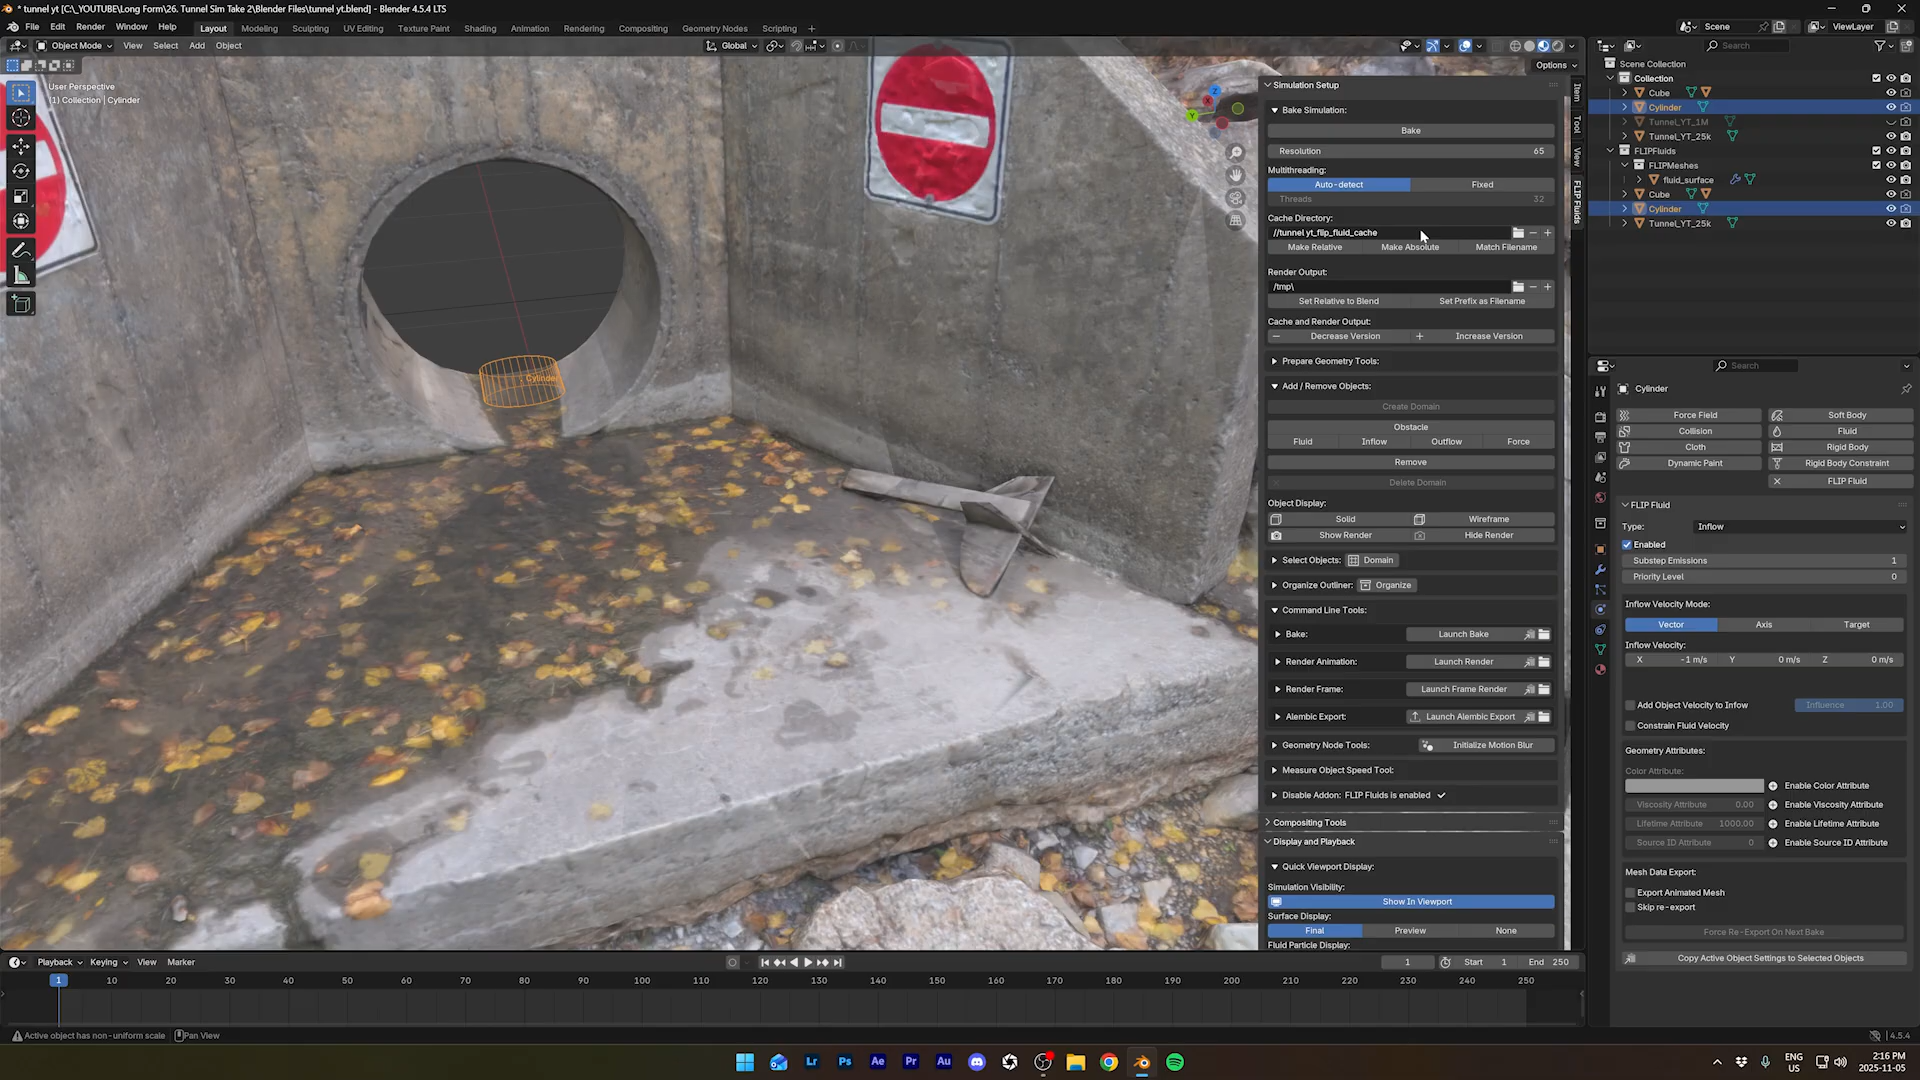 * tunnel yt [C:\_YOUTUBE\Long Form\26. Tunnel Sim Take 2\Blender Files\tunnel yt.blend] - Blender 4.5.4 LTS
File Edit Render Window Help Layout Modeling Sculpting UV Editing Texture Paint Shading Animation Rendering Compositing Geometry Nodes Scripting + Scene ViewLayer
Object Mode View Select Add Object Global Search
Options
User Perspective
(1) Collection | Cylinder
Cylinder
Z
X
Y
Item
Tool
View
FLIP Fluids
Simulation Setup
Bake Simulation:
Bake
Resolution 65
Multithreading:
Auto-detect Fixed
Threads 32
Cache Directory:
//tunnel yt_flip_fluid_cache
Make Relative Make Absolute Match Filename
Render Output:
/tmp\
Set Relative to Blend Set Prefix as Filename
Cache and Render Output:
Decrease Version Increase Version
Prepare Geometry Tools:
Add / Remove Objects:
Create Domain
Obstacle
Fluid Inflow Outflow Force
Remove
Delete Domain
Object Display:
Solid Wireframe
Show Render Hide Render
Select Objects: Domain
Organize Outliner: Organize
Command Line Tools:
Bake: Launch Bake
Render Animation: Launch Render
Render Frame: Launch Frame Render
Alembic Export: Launch Alembic Export
Geometry Node Tools: Initialize Motion Blur
Measure Object Speed Tool:
Disable Addon: FLIP Fluids is enabled
Compositing Tools
Display and Playback
Quick Viewport Display:
Simulation Visibility:
Show In Viewport
Surface Display:
Final Preview None
Fluid Particle Display:
Scene Collection
Collection
Cube
Cylinder
Tunnel_YT_1M
Tunnel_YT_25k
FLIPFluids
FLIPMeshes
fluid_surface
Cube
Cylinder
Tunnel_YT_25k
Search
Cylinder
Force Field Soft Body
Collision Fluid
Cloth Rigid Body
Dynamic Paint Rigid Body Constraint
FLIP Fluid
FLIP Fluid
Type: Inflow
Enabled
Substep Emissions 1
Priority Level 0
Inflow Velocity Mode:
Vector Axis Target
Inflow Velocity:
X -1 m/s Y 0 m/s Z 0 m/s
Add Object Velocity to Inflow Influence 1.00
Constrain Fluid Velocity
Geometry Attributes:
Color Attribute:
Enable Color Attribute
Viscosity Attribute 0.00 Enable Viscosity Attribute
Lifetime Attribute 1000.00 Enable Lifetime Attribute
Source ID Attribute 0 Enable Source ID Attribute
Mesh Data Export:
Export Animated Mesh
Skip re-export
Force Re-Export On Next Bake
Copy Active Object Settings to Selected Objects
Playback Keying View Marker 1 Start 1 End 250
1 10 20 30 40 50 60 70 80 90 100 110 120 130 140 150 160 170 180 190 200 210 220 230 240 250
Active object has non-uniform scale Pan View 4.5.4
Lr Ps Ae Pr Au
ENG
US
2:16 PM
2025-11-05